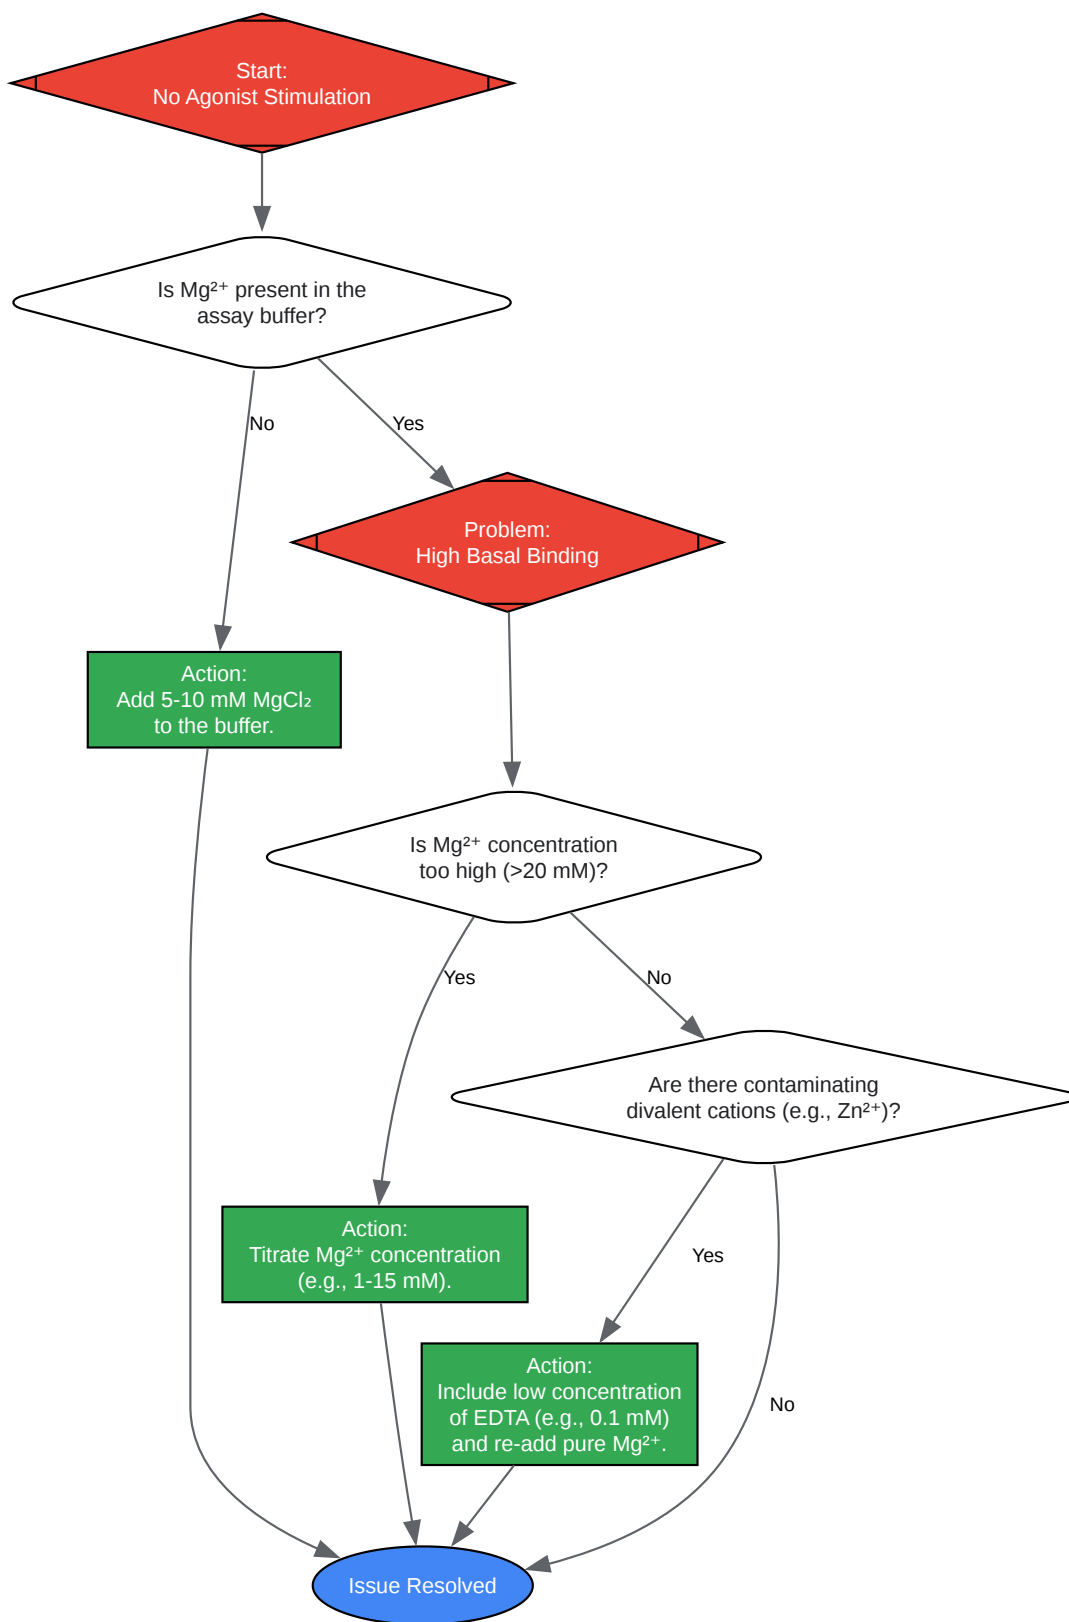 Start:
No Agonist Stimulation
Is Mg²⁺ present in the
assay buffer?
No
Yes
Problem:
High Basal Binding
Action:
Add 5-10 mM MgCl₂
to the buffer.
Is Mg²⁺ concentration
too high (>20 mM)?
Yes
No
Are there contaminating
divalent cations (e.g., Zn²⁺)?
Action:
Titrate Mg²⁺ concentration
(e.g., 1-15 mM).
Yes
Action:
Include low concentration
of EDTA (e.g., 0.1 mM)
and re-add pure Mg²⁺.
No
Issue Resolved